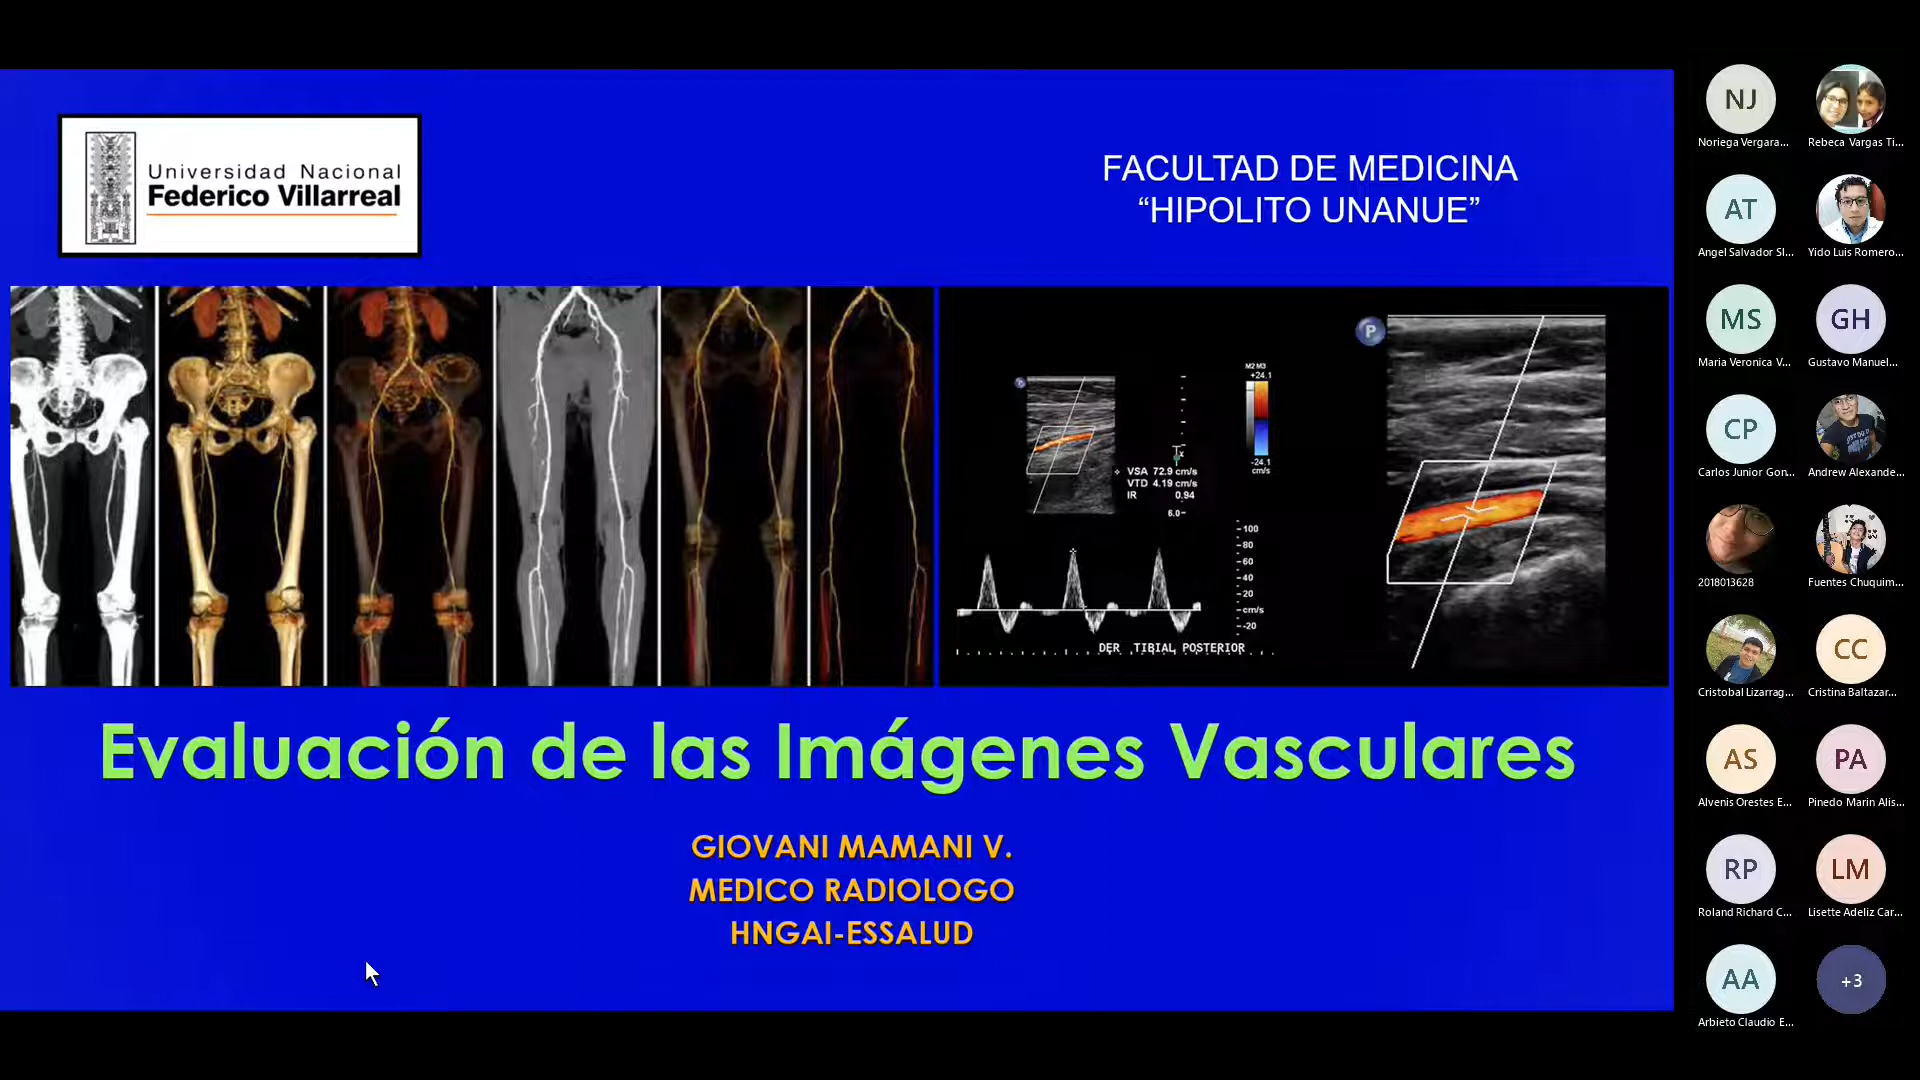 Universidad Nacional
Federico Villarreal
FACULTAD DE MEDICINA
“HIPOLITO UNANUE”
P
M2 M3
+24.1
-24.1
cm/s
VSA 72.9 cm/s
VTD 4.19 cm/s
IR 0.94
6.0
100
80
60
40
20
cm/s
-20
DER TIBIAL POSTERIOR
Evaluación de las Imágenes Vasculares
GIOVANI MAMANI V.
MEDICO RADIOLOGO
HNGAI-ESSALUD
NJ
Noriega Vergara...
Rebeca Vargas Ti...
AT
Angel Salvador Sl...
Yido Luis Romero...
MS
Maria Veronica V...
GH
Gustavo Manuel...
CP
Carlos Junior Gon...
Andrew Alexande...
2018013628
Fuentes Chuquim...
Cristobal Lizarrag...
CC
Cristina Baltazar...
AS
Alvenis Orestes E...
PA
Pinedo Marin Alis...
RP
Roland Richard C...
LM
Lisette Adeliz Car...
AA
Arbieto Claudio E...
+3